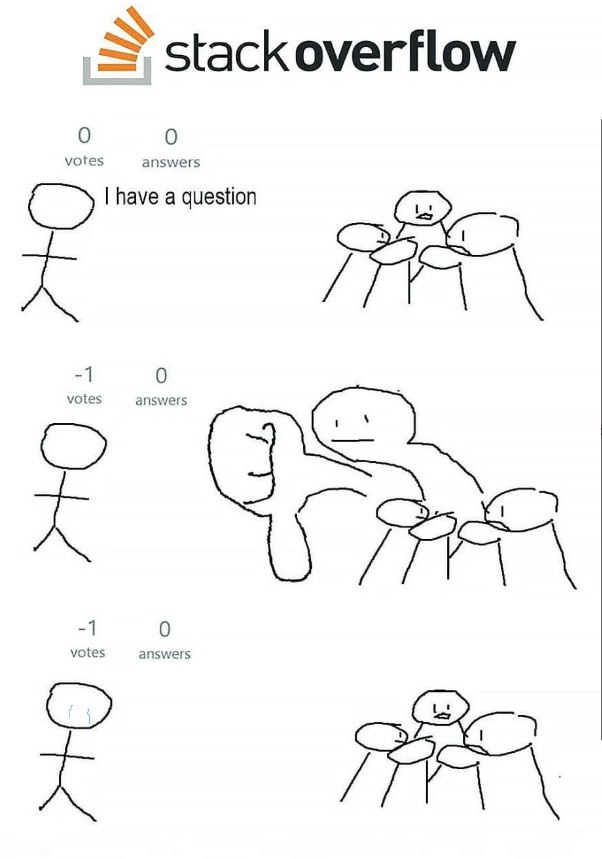 stackoverflow
0 0
votes answers
I have a question
-1 0
votes answers
-1 0
votes answers